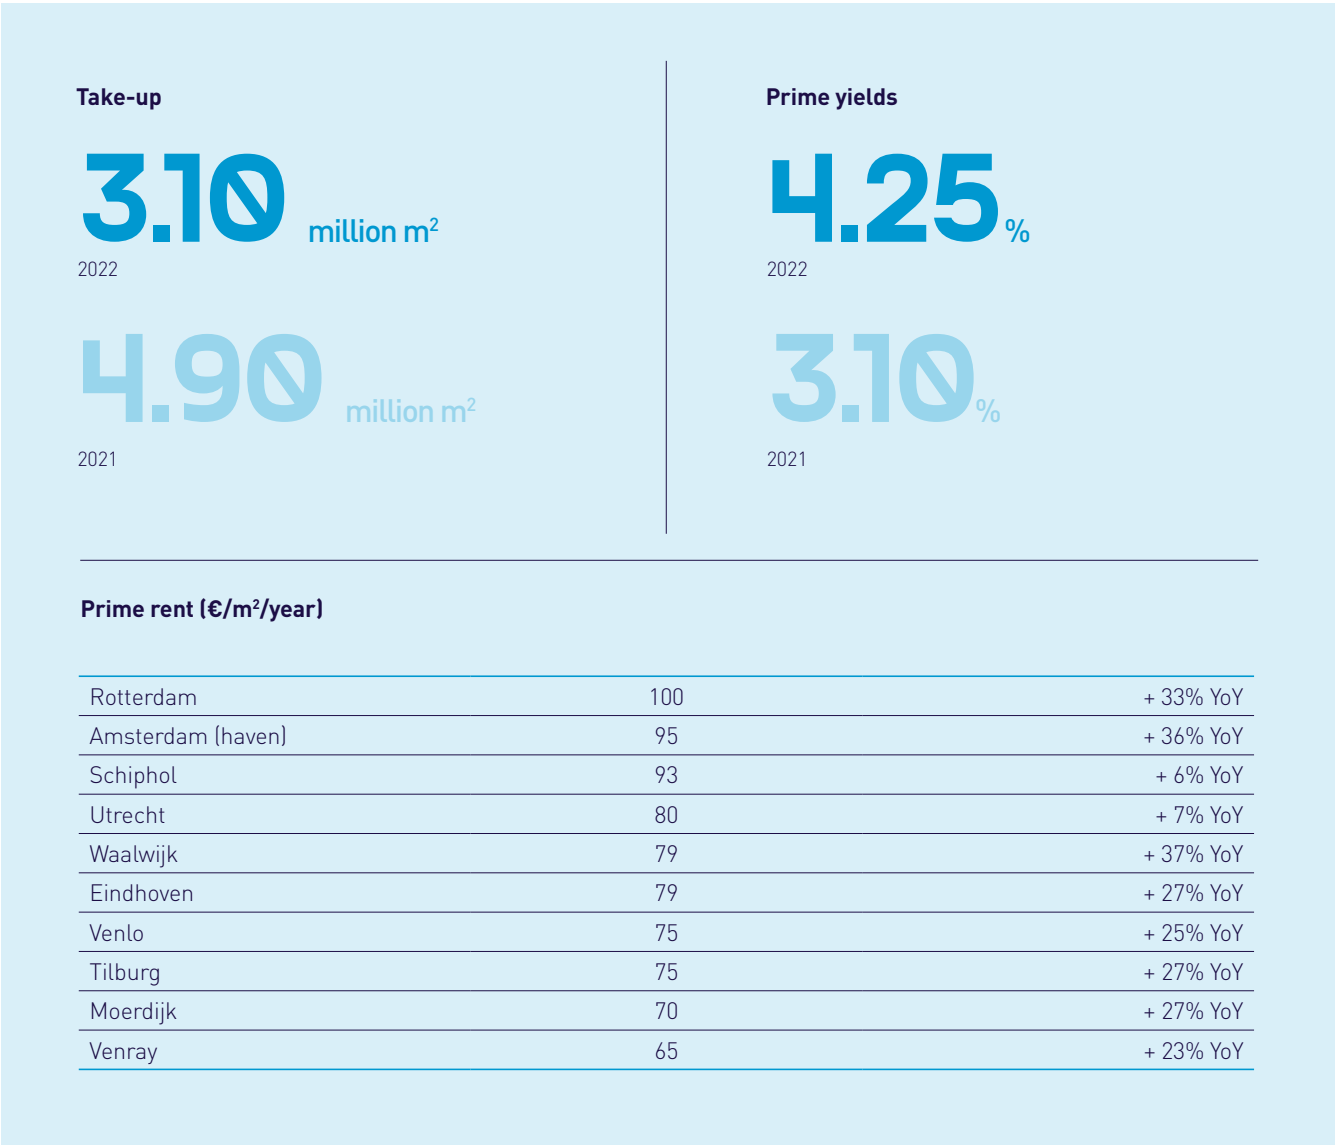 Take-up
3.10 million m²
2022
4.90 million m²
2021
Prime yields
4.25 %
2022
3.10 %
2021
Prime rent (€/m²/year)
Rotterdam 100 + 33% YoY
Amsterdam (haven) 95 + 36% YoY
Schiphol 93 + 6% YoY
Utrecht 80 + 7% YoY
Waalwijk 79 + 37% YoY
Eindhoven 79 + 27% YoY
Venlo 75 + 25% YoY
Tilburg 75 + 27% YoY
Moerdijk 70 + 27% YoY
Venray 65 + 23% YoY